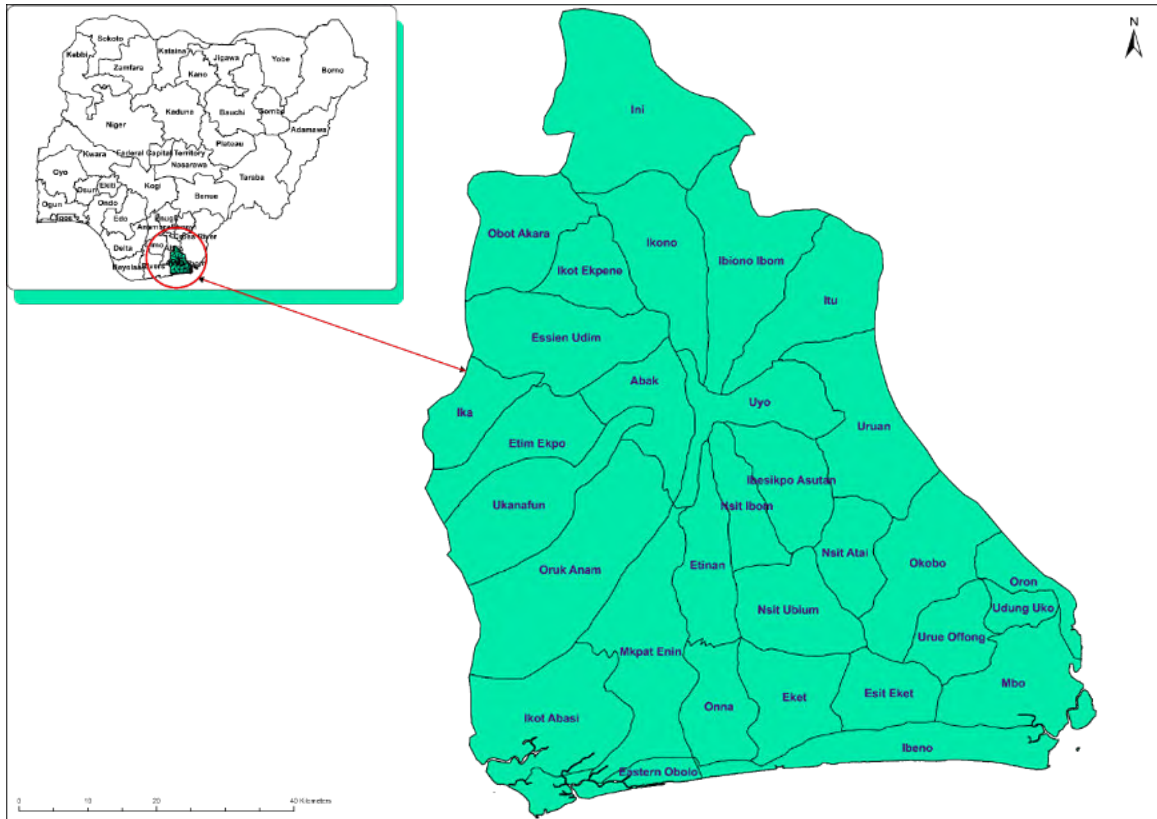 Sokoto
Kebbi
Katsina
Jigawa
Yobe
Borno
Zamfara
Kano
Niger
Kaduna
Bauchi
Gombe
Adamawa
Plateau
Kwara
Federal Capital Territory
Nasarawa
Oyo
Taraba
Osun
Ekiti
Kogi
Benue
Ogun
Ondo
Edo
Delta
N
Ini
Obot Akara
Ikono
Ibiono Ibom
Ikot Ekpene
Itu
Essien Udim
Abak
Uyo
Ika
Uruan
Etim Ekpo
Ibesikpo Asutan
Ukanafun
Nsit Ibom
Nsit Atai
Etinan
Okobo
Oruk Anam
Oron
Udung Uko
Nsit Ubium
Urue Offong
Mkpat Enin
Mbo
Esit Eket
Eket
Onna
Ikot Abasi
Ibeno
Eastern Obolo
0 10 20 40 Kilometers